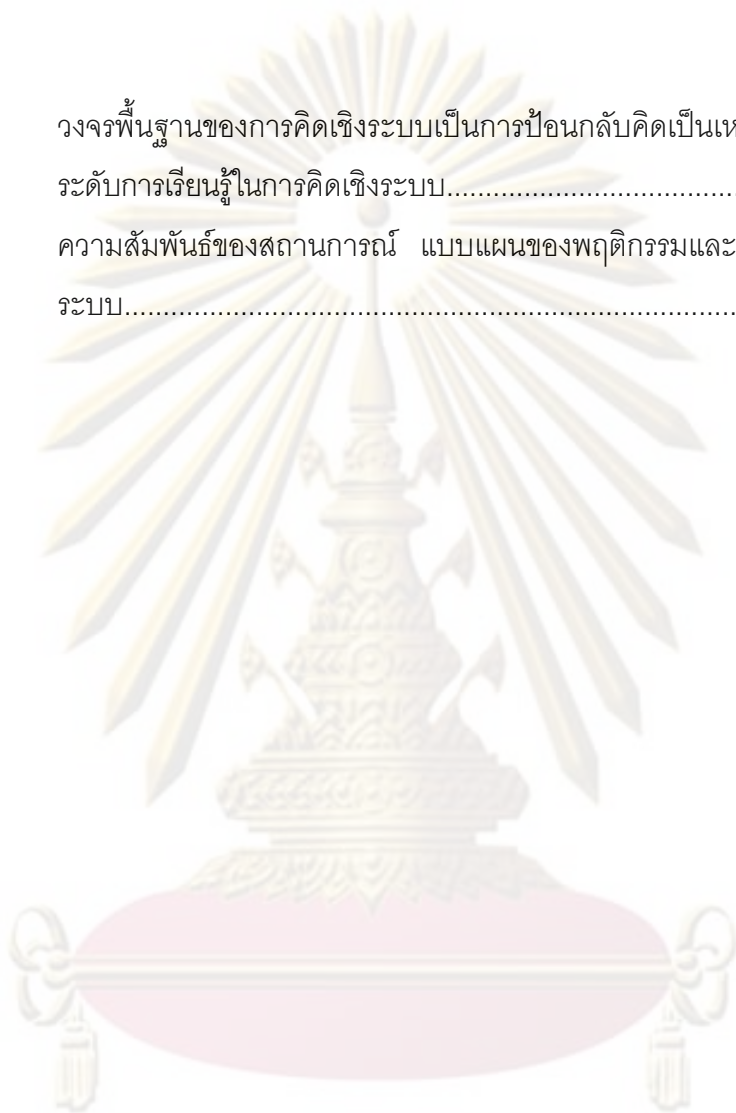 วงจรพื้นฐานของการคิดเชิงระบบเป็นการป้อนกลับคิดเป็นเห
ระดับการเรียนรู้ในการคิดเชิงระบบ....................................
ความสัมพันธ์ของสถานการณ์ แบบแผนของพฤติกรรมและ
ระบบ............................................................................